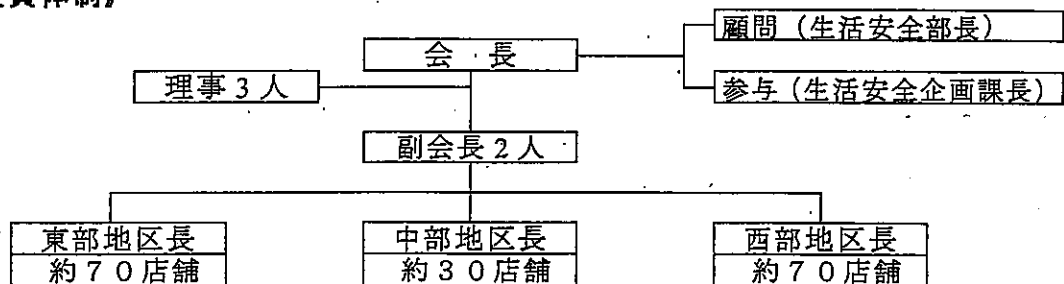 顧問（生活安全部長）
会長
理事３人
参与（生活安全企画課長）
副会長２人
東部地区長
中部地区長
西部地区長
約７０店舗
約３０店舗
約７０店舗